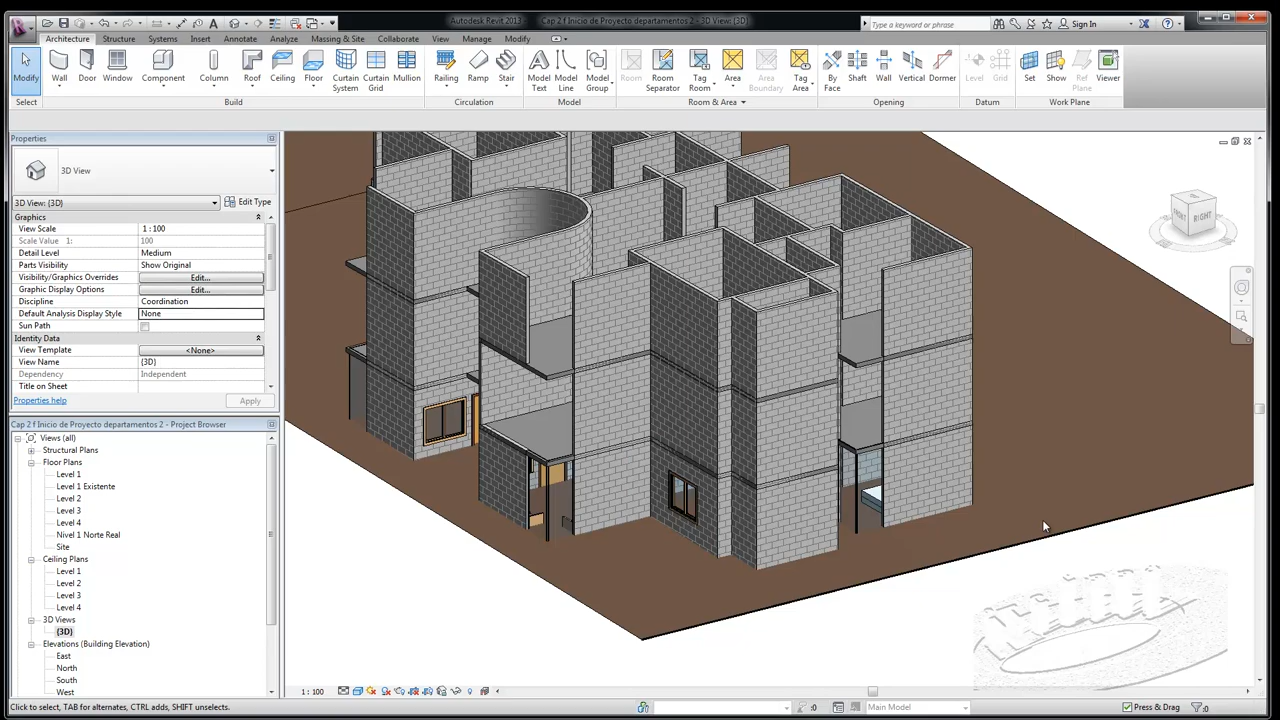 Autodesk Revit 2013 - Cap 2 f Inicio de Proyecto departamentos 2 - 3D View: {3D}
Type a keyword or phrase
Sign In
Architecture Structure Systems Insert Annotate Analyze Massing & Site Collaborate View Manage Modify
Modify Wall Door Window Component Column Roof Ceiling Floor Curtain System Curtain Grid Mullion Railing Ramp Stair Model Text Model Line Model Group Room Room Separator Tag Room Area Area Boundary Tag Area By Face Shaft Wall Vertical Dormer Level Grid Set Show Ref Plane Viewer
Select Build Circulation Model Room & Area Opening Datum Work Plane
Properties
3D View
3D View: {3D} Edit Type
Graphics
View Scale 1 : 100
Scale Value 1: 100
Detail Level Medium
Parts Visibility Show Original
Visibility/Graphics Overrides Edit...
Graphic Display Options Edit...
Discipline Coordination
Default Analysis Display Style None
Sun Path
Identity Data
View Template <None>
View Name {3D}
Dependency Independent
Title on Sheet
Properties help Apply
Cap 2 f Inicio de Proyecto departamentos 2 - Project Browser
Views (all)
Structural Plans
Floor Plans
Level 1
Level 1 Existente
Level 2
Level 3
Level 4
Nivel 1 Norte Real
Site
Ceiling Plans
Level 1
Level 2
Level 3
Level 4
3D Views
{3D}
Elevations (Building Elevation)
East
North
South
West
FRONT RIGHT
1 : 100
Click to select, TAB for alternates, CTRL adds, SHIFT unselects.
:0
Main Model
Press & Drag
:0